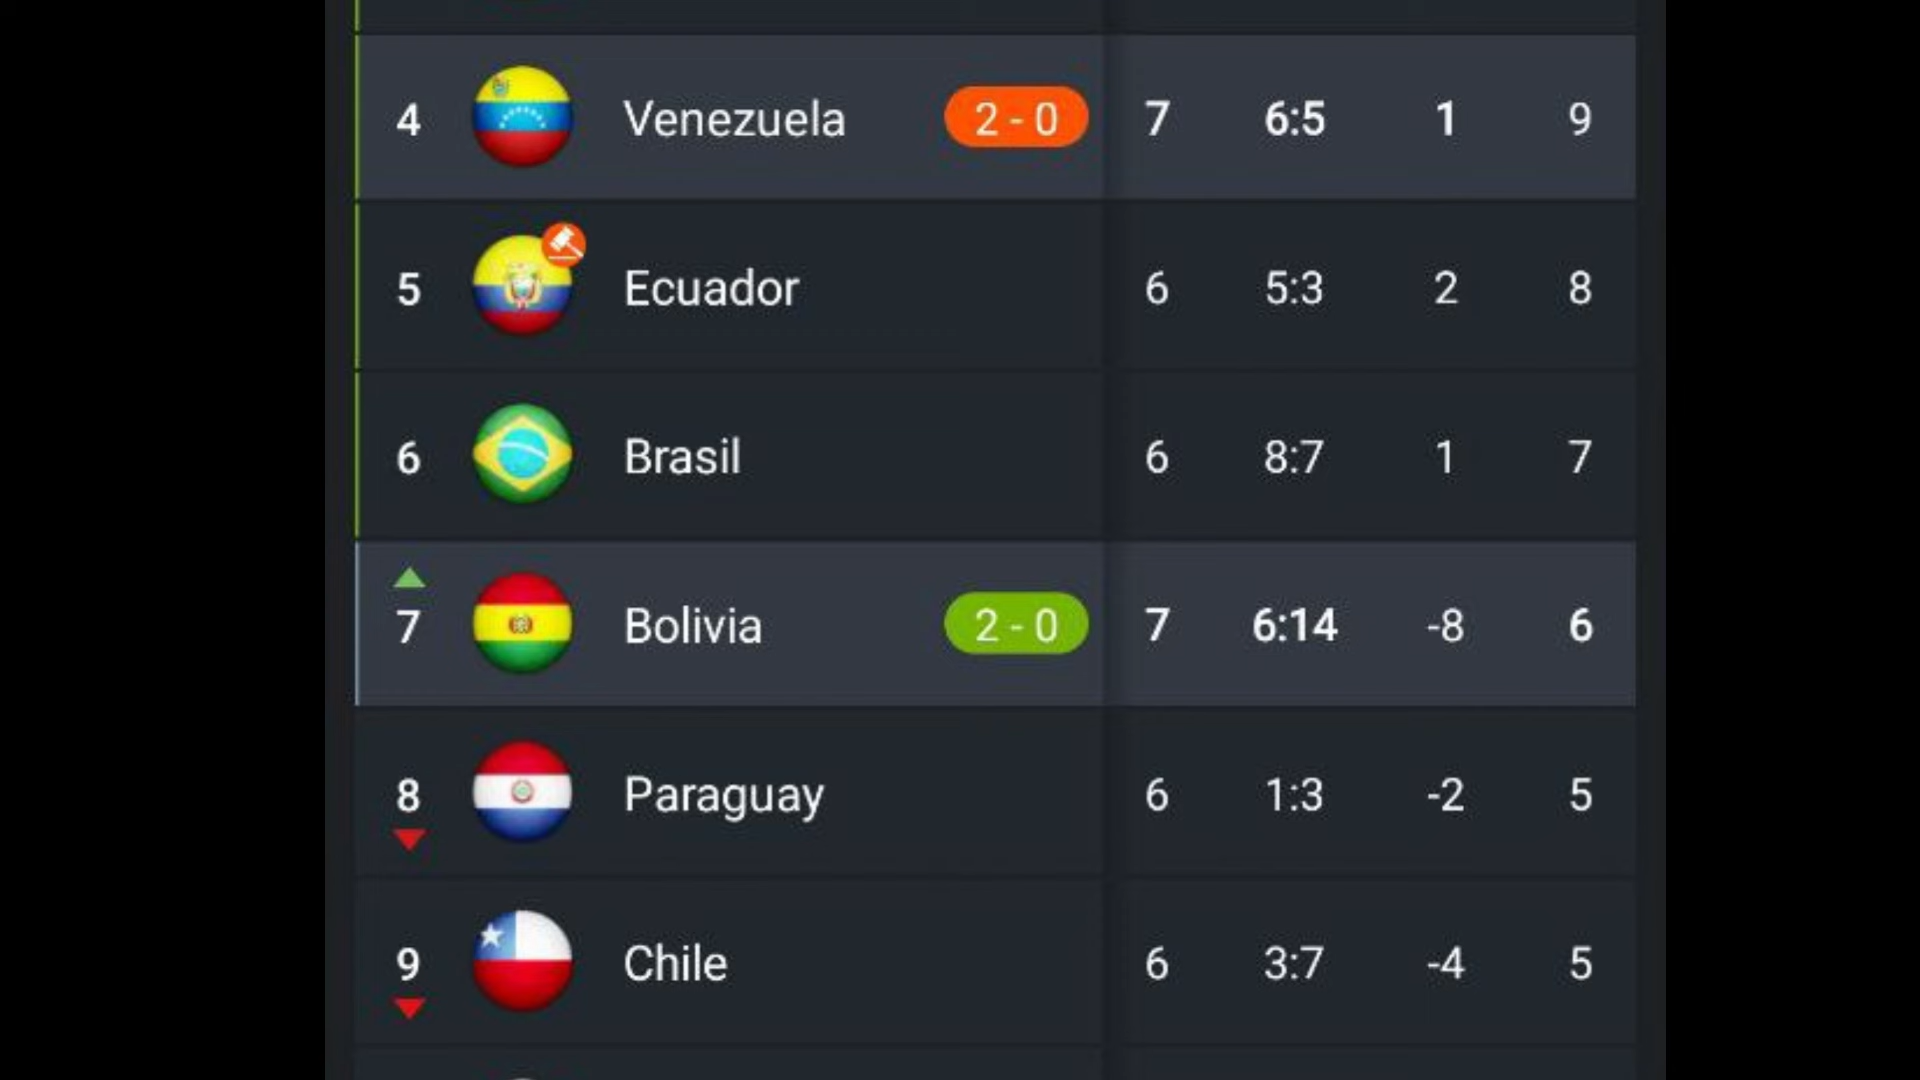 4 Venezuela 2 - 0 7 6:5 1 9
5 Ecuador 6 5:3 2 8
6 Brasil 6 8:7 1 7
7 Bolivia 2 - 0 7 6:14 -8 6
8 Paraguay 6 1:3 -2 5
9 Chile 6 3:7 -4 5